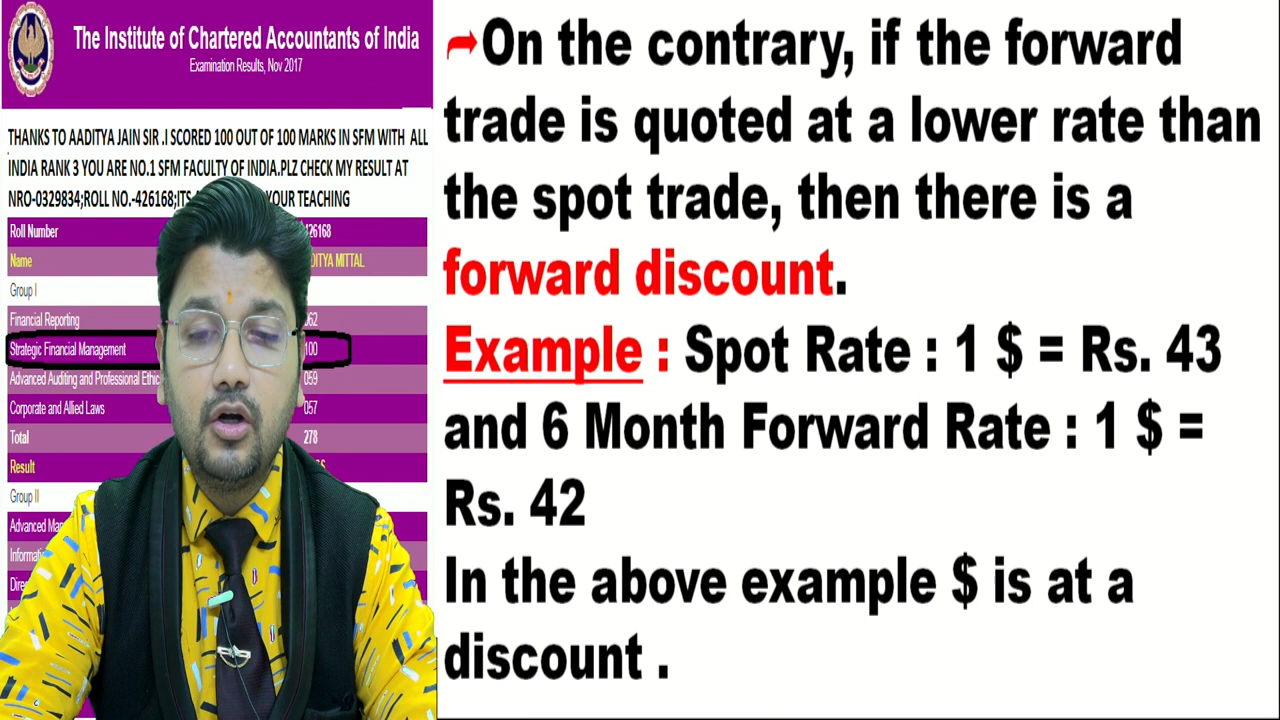 The Institute of Chartered Accountants of India
Examination Results, Nov 2017
THANKS TO AADITYA JAIN SIR .I SCORED 100 OUT OF 100 MARKS IN SFM WITH ALL
INDIA RANK 3 YOU ARE NO.1 SFM FACULTY OF INDIA.PLZ CHECK MY RESULT AT
NRO-0329834;ROLL NO.-426168;ITS YOUR TEACHING
Roll Number 426168
Name DITYA MITTAL
Group I
Financial Reporting 062
Strategic Financial Management 100
Advanced Auditing and Professional Ethic 059
Corporate and Allied Laws 057
Total 278
Result
Group II
Advanced
On the contrary, if the forward
trade is quoted at a lower rate than
the spot trade, then there is a
forward discount.
Example : Spot Rate : 1 $ = Rs. 43
and 6 Month Forward Rate : 1 $ =
Rs. 42
In the above example $ is at a
discount .